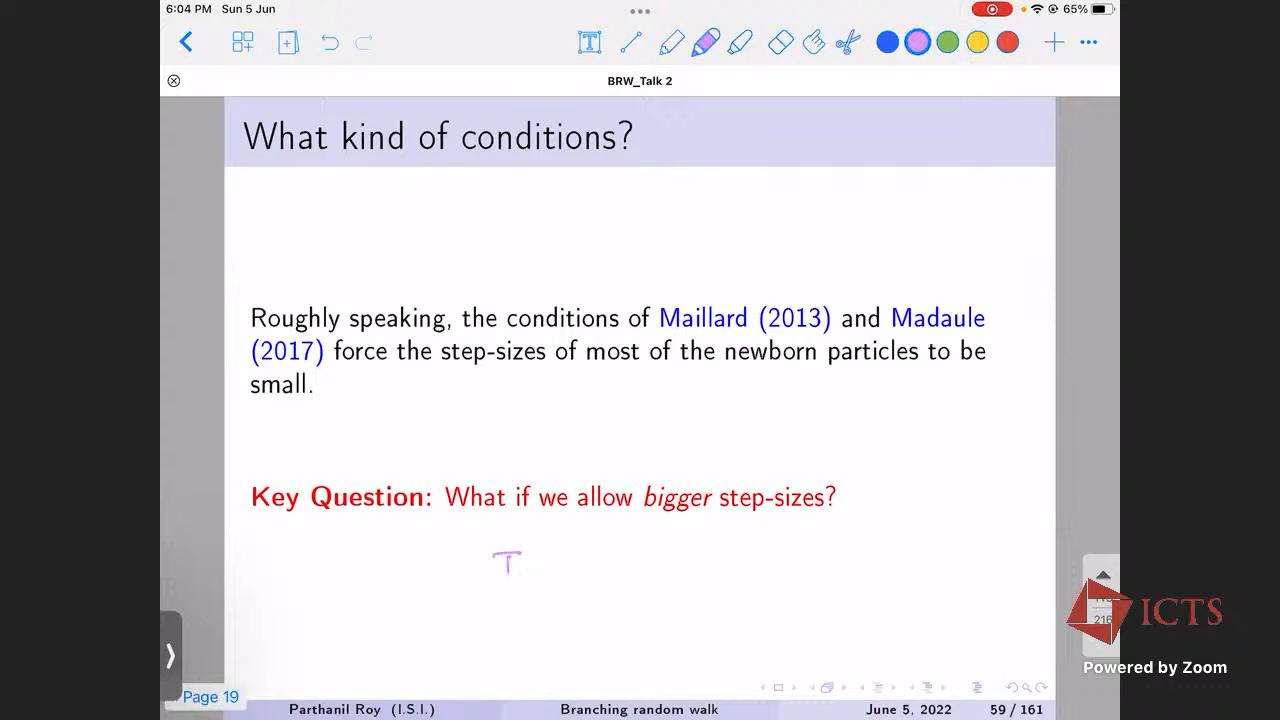 6:04 PM Sun 5 Jun
65%
BRW_Talk 2
What kind of conditions?
Roughly speaking, the conditions of Maillard (2013) and Madaule
(2017) force the step-sizes of most of the newborn particles to be
small.
Key Question: What if we allow bigger step-sizes?
T
216
ICTS
Powered by Zoom
Page 19
Parthanil Roy (I.S.I.) Branching random walk June 5, 2022 59 / 161